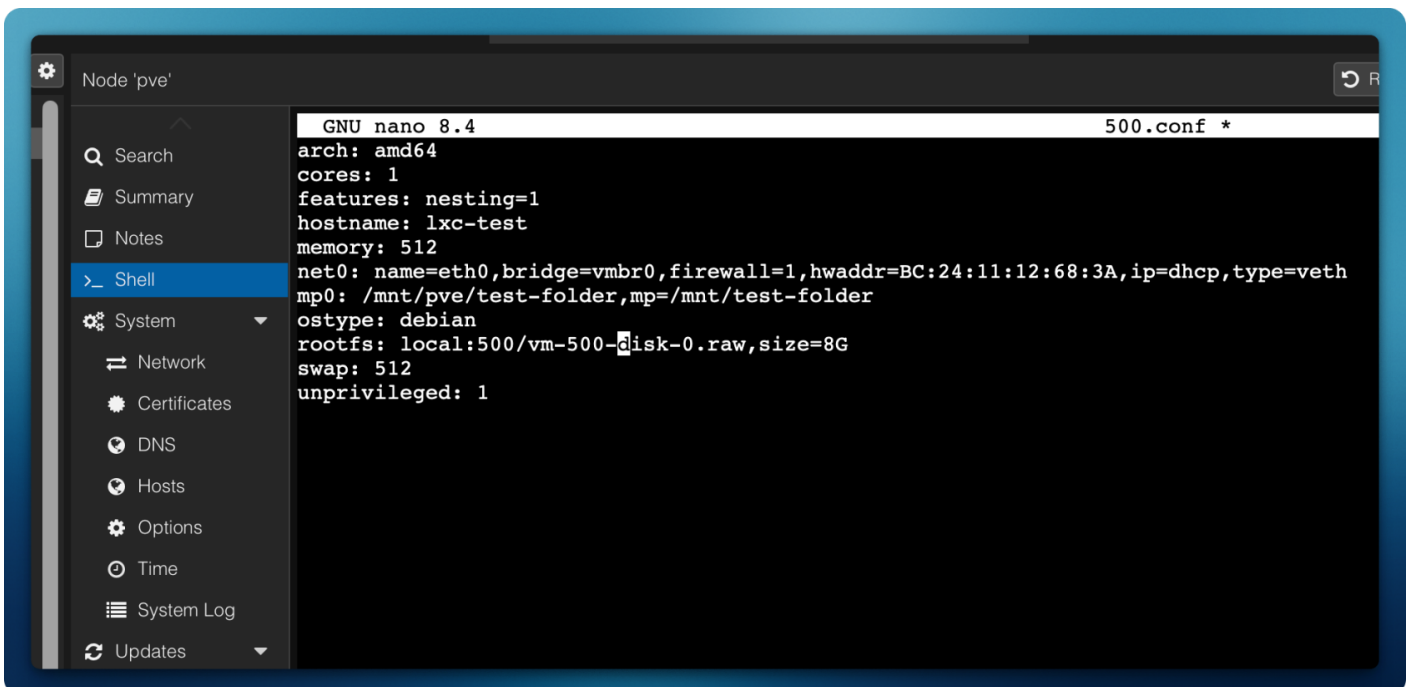 Node 'pve'
R
Search
Summary
Notes
Shell
System
Network
Certificates
DNS
Hosts
Options
Time
System Log
Updates
GNU nano 8.4 500.conf *
arch: amd64
cores: 1
features: nesting=1
hostname: lxc-test
memory: 512
net0: name=eth0,bridge=vmbr0,firewall=1,hwaddr=BC:24:11:12:68:3A,ip=dhcp,type=veth
mp0: /mnt/pve/test-folder,mp=/mnt/test-folder
ostype: debian
rootfs: local:500/vm-500-disk-0.raw,size=8G
swap: 512
unprivileged: 1